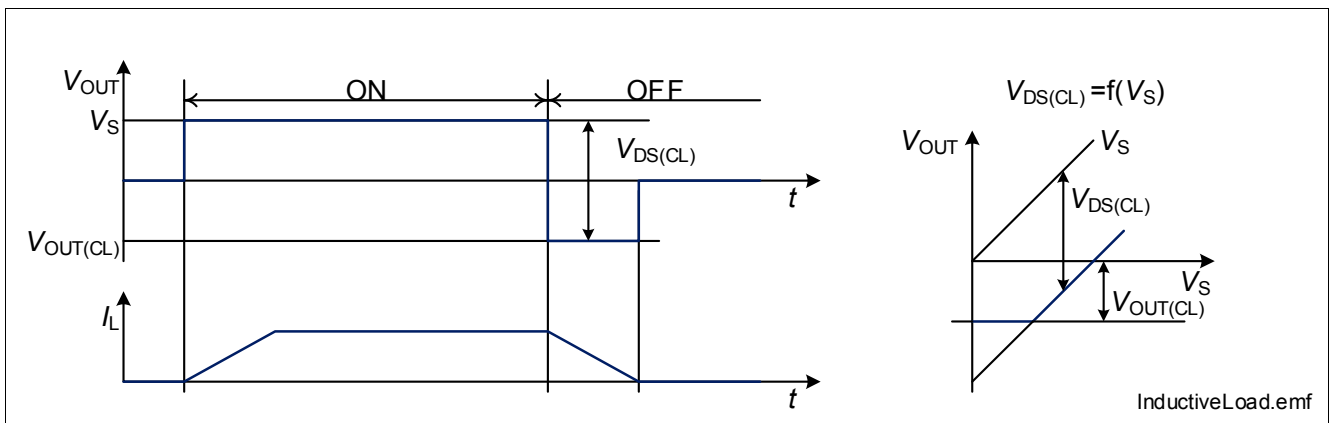 VOUT
ON
OFF
VS
VDS(CL)
t
VOUT(CL)
IL
t
VDS(CL) =f(VS)
VOUT
VS
VDS(CL)
VS
VOUT(CL)
InductiveLoad.emf